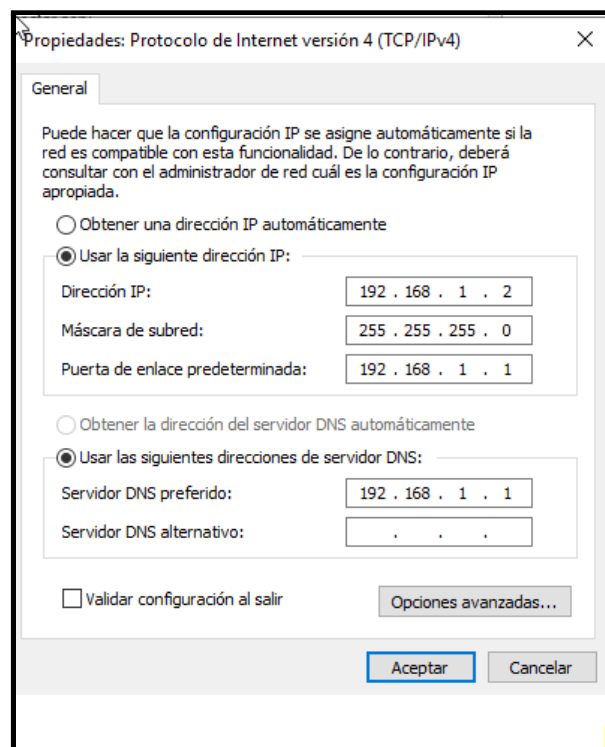 Propiedades: Protocolo de Internet versión 4 (TCP/IPv4)
General
Puede hacer que la configuración IP se asigne automáticamente si la
red es compatible con esta funcionalidad. De lo contrario, deberá
consultar con el administrador de red cuál es la configuración IP
apropiada.
Obtener una dirección IP automáticamente
Usar la siguiente dirección IP:
Dirección IP: 192 . 168 . 1 . 2
Máscara de subred: 255 . 255 . 255 . 0
Puerta de enlace predeterminada: 192 . 168 . 1 . 1
Obtener la dirección del servidor DNS automáticamente
Usar las siguientes direcciones de servidor DNS:
Servidor DNS preferido: 192 . 168 . 1 . 1
Servidor DNS alternativo: . . .
Validar configuración al salir Opciones avanzadas...
Aceptar Cancelar